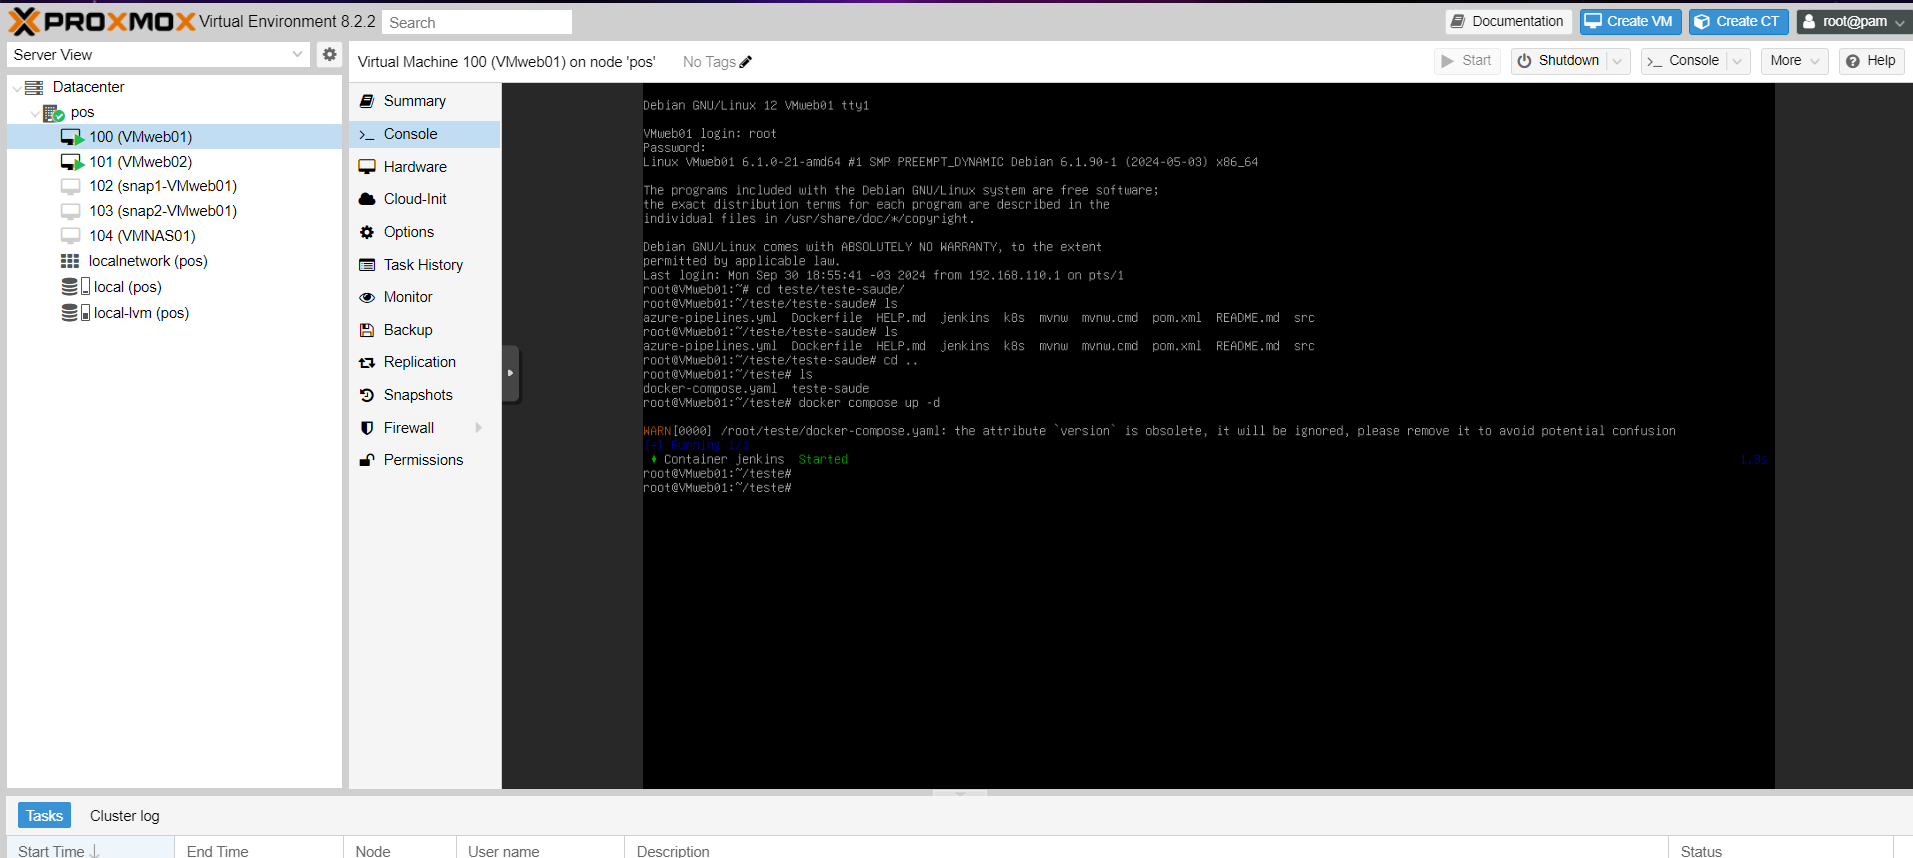 PROXMOX Virtual Environment 8.2.2 Search Documentation Create VM Create CT root@pam
Server View
Virtual Machine 100 (VMweb01) on node 'pos' No Tags Start Shutdown Console More Help
Datacenter
pos
100 (VMweb01)
101 (VMweb02)
102 (snap1-VMweb01)
103 (snap2-VMweb01)
104 (VMNAS01)
localnetwork (pos)
local (pos)
local-lvm (pos)
Summary
Console
Hardware
Cloud-Init
Options
Task History
Monitor
Backup
Replication
Snapshots
Firewall
Permissions
Debian GNU/Linux 12 VMweb01 tty1
VMweb01 login: root
Password:
Linux VMweb01 6.1.0-21-amd64 #1 SMP PREEMPT_DYNAMIC Debian 6.1.90-1 (2024-05-03) x86_64
The programs included with the Debian GNU/Linux system are free software;
the exact distribution terms for each program are described in the
individual files in /usr/share/doc/*/copyright.
Debian GNU/Linux comes with ABSOLUTELY NO WARRANTY, to the extent
permitted by applicable law.
Last login: Mon Sep 30 18:55:41 -03 2024 from 192.168.110.1 on pts/1
root@VMweb01:~# cd teste/teste-saude/
root@VMweb01:~/teste/teste-saude# ls
azure-pipelines.yml Dockerfile HELP.md jenkins k8s mvnw mvnw.cmd pom.xml README.md src
root@VMweb01:~/teste/teste-saude# ls
azure-pipelines.yml Dockerfile HELP.md jenkins k8s mvnw mvnw.cmd pom.xml README.md src
root@VMweb01:~/teste/teste-saude# cd ..
root@VMweb01:~/teste# ls
docker-compose.yaml teste-saude
root@VMweb01:~/teste# docker compose up -d
WARN[0000] /root/teste/docker-compose.yaml: the attribute `version` is obsolete, it will be ignored, please remove it to avoid potential confusion
[+] Running 1/1
Container jenkins Started
root@VMweb01:~/teste#
root@VMweb01:~/teste#
Tasks Cluster log
Start Time End Time Node User name Description Status